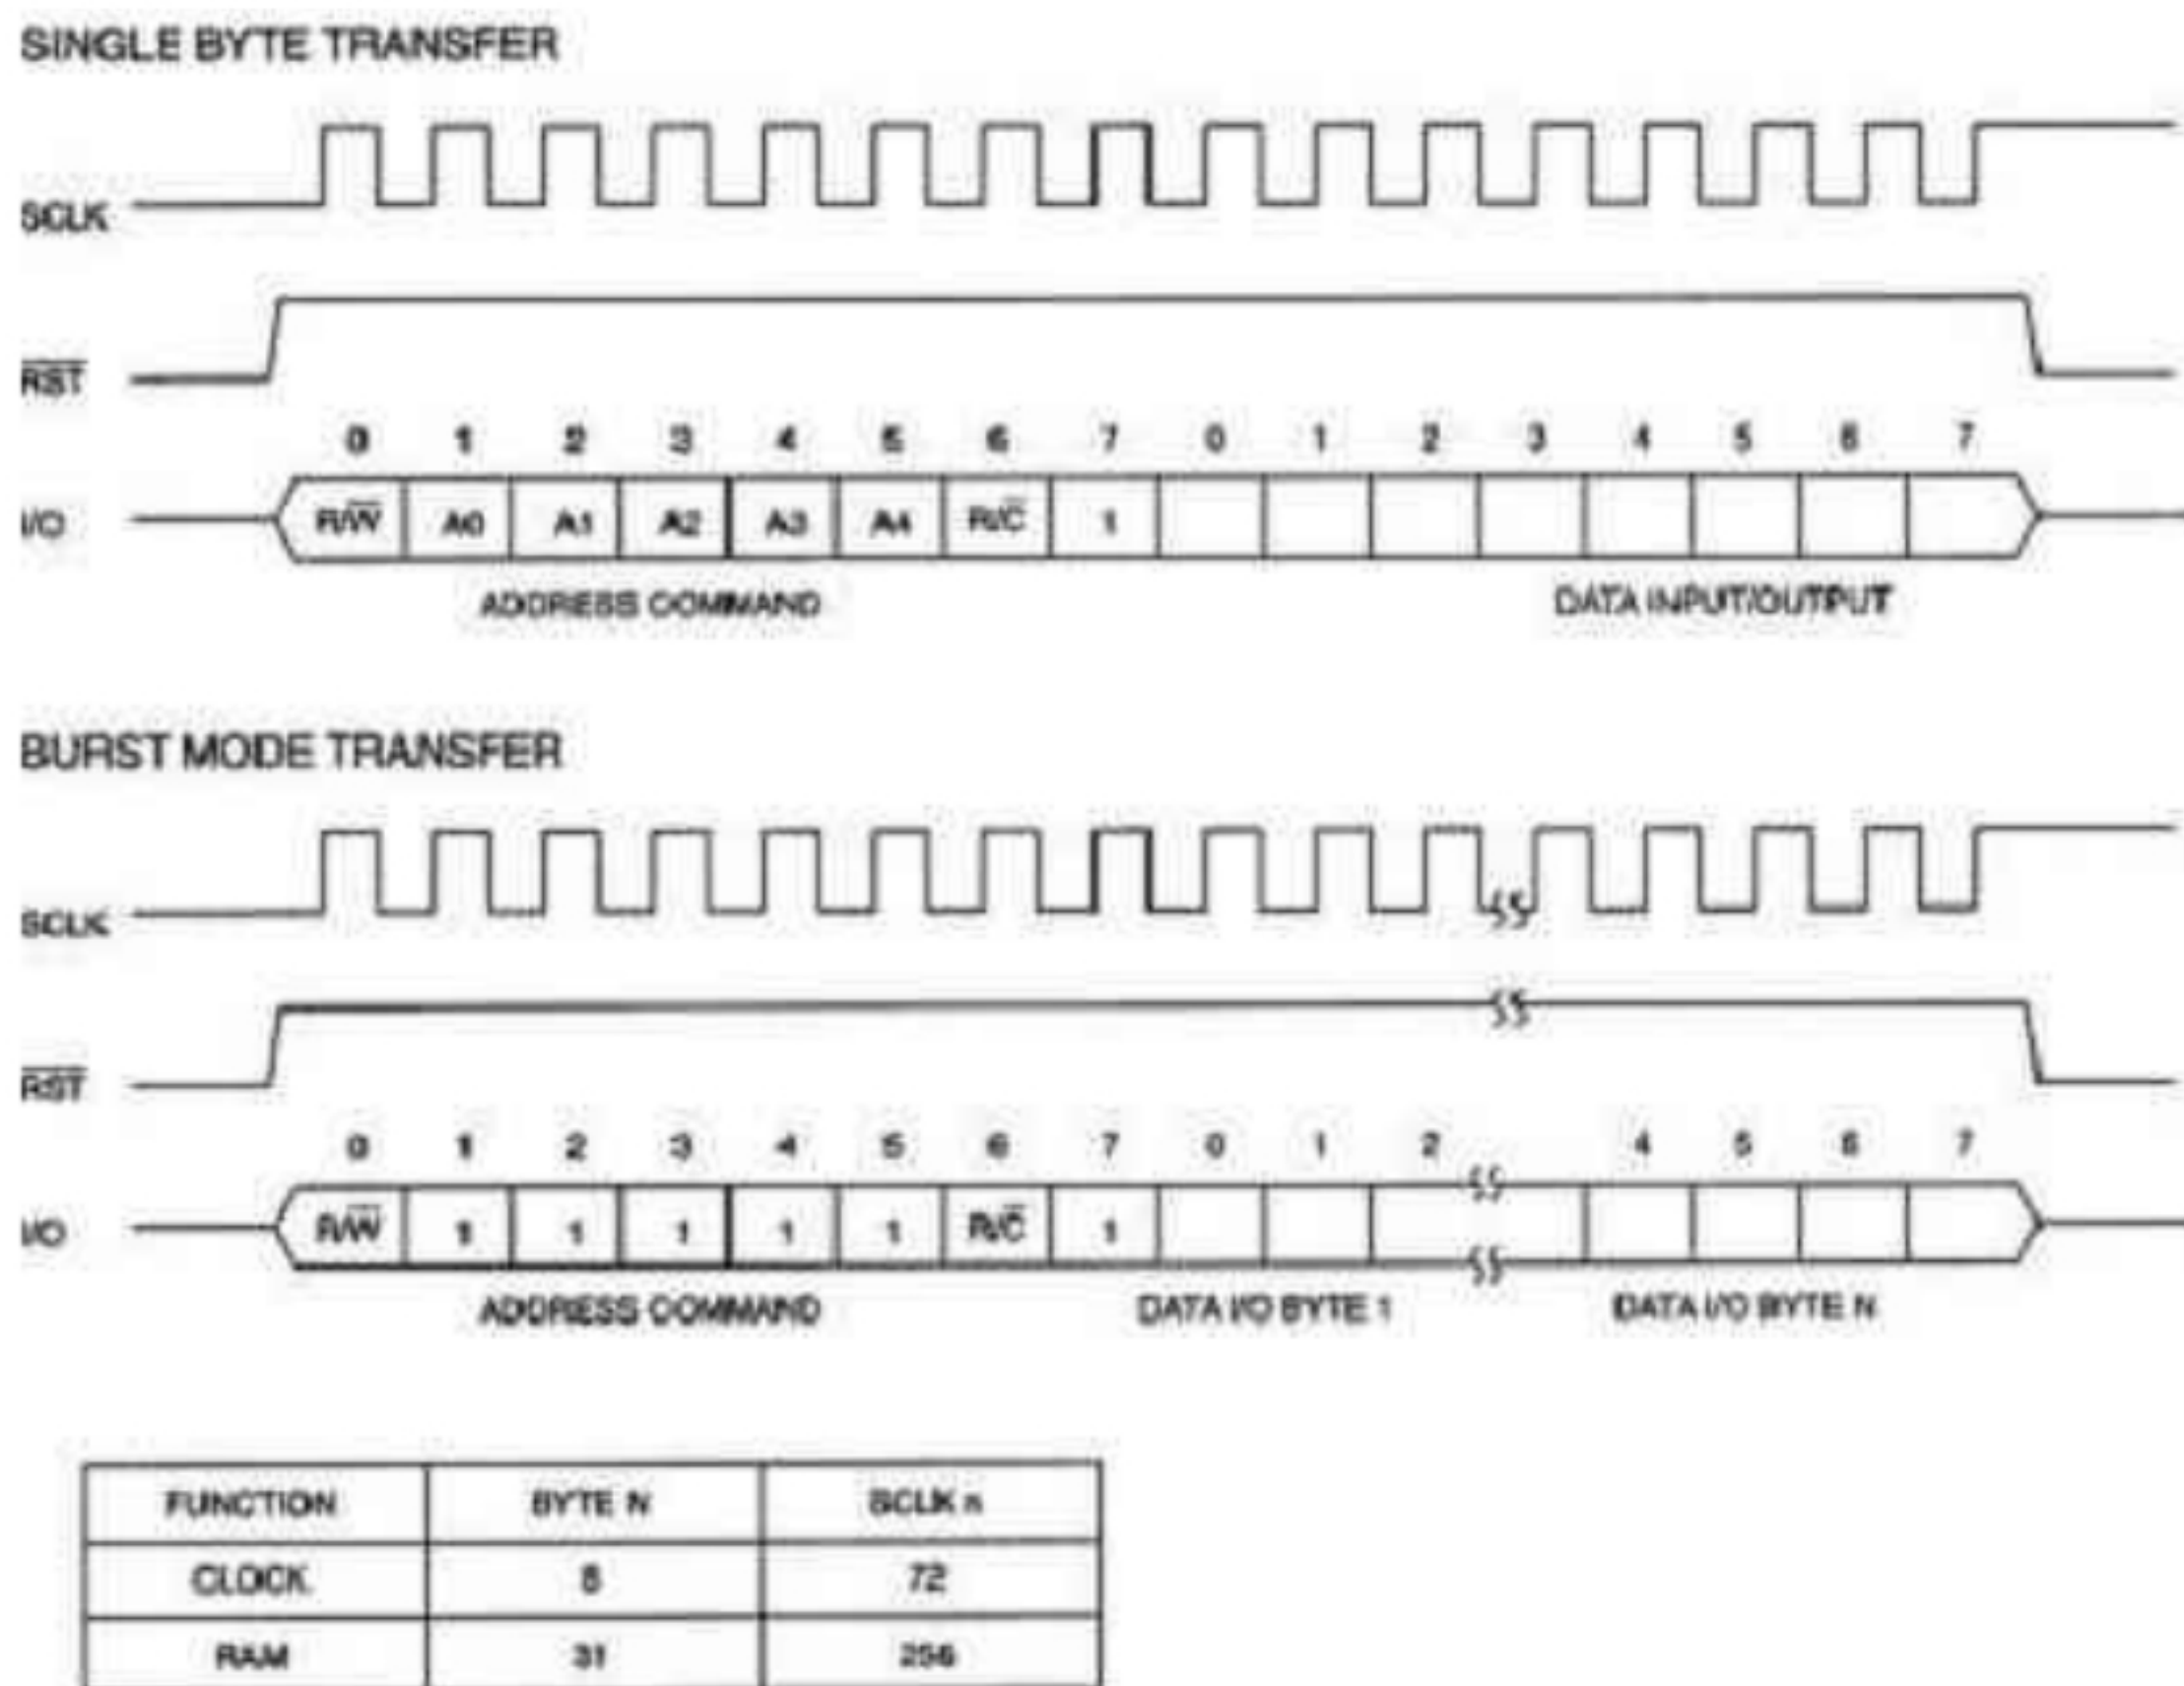 SINGLE BYTE TRANSFER
SCLK
RST
0 1 2 3 4 5 6 7 0 1 2 3 4 5 6 7
I/O R/W A0 A1 A2 A3 A4 R/C 1
ADDRESS COMMAND DATA INPUT/OUTPUT
BURST MODE TRANSFER
SCLK
RST
0 1 2 3 4 5 6 7 0 1 2 4 5 6 7
I/O R/W 1 1 1 1 1 R/C 1
ADDRESS COMMAND DATA I/O BYTE 1 DATA I/O BYTE N
FUNCTION BYTE N SCLK n
CLOCK 8 72
RAM 31 256